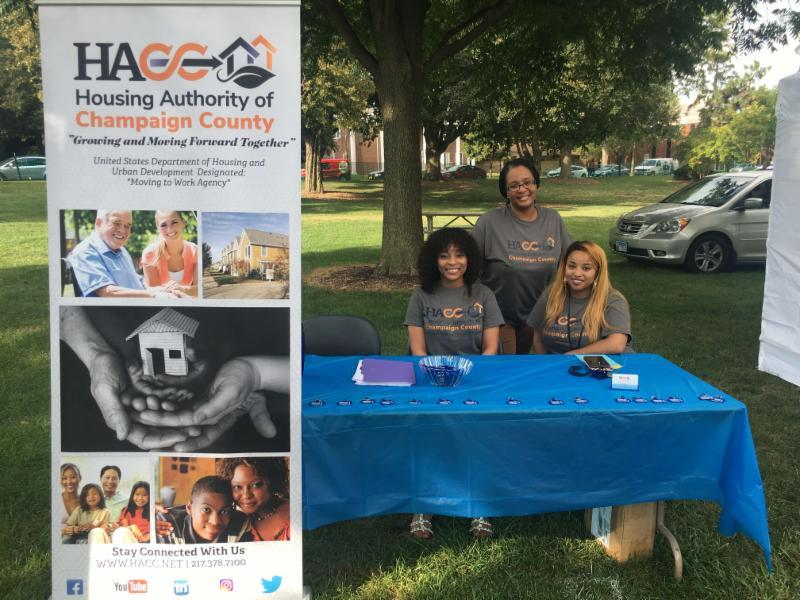 HACC
Housing Authority of
Champaign County
"Growing and Moving Forward Together"
United States Department of Housing and
Urban Development Designated:
"Moving to Work Agency"
Stay Connected With Us
WWW.HACC.NET | 217.378.7100
f YouTube in
HACC
Champaign County
HACC
Champaign County
HACC
Champaign County